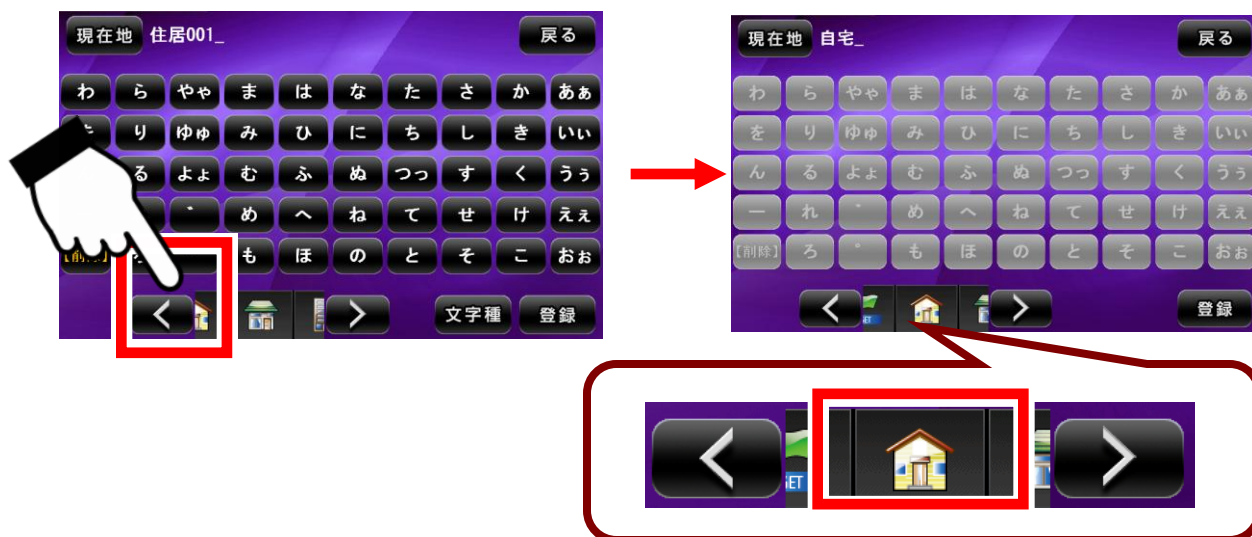 現在地 住居001_ 戻る
わ ら やゃ ま は な た さ か あぁ
り ゆゅ み ひ に ち し き いぃ
る よょ む ふ ぬ つっ す く うぅ
゛ め へ ね て せ け えぇ
も ほ の と そ こ おぉ
< > 文字種 登録
現在地 自宅_ 戻る
わ ら やゃ ま は な た さ か あぁ
を り ゆゅ み ひ に ち し き いぃ
ん る よょ む ふ ぬ つっ す く うぅ
ー れ ゛ め へ ね て せ け えぇ
【削除】 ろ ゜ も ほ の と そ こ おぉ
< > 登録
< ET >